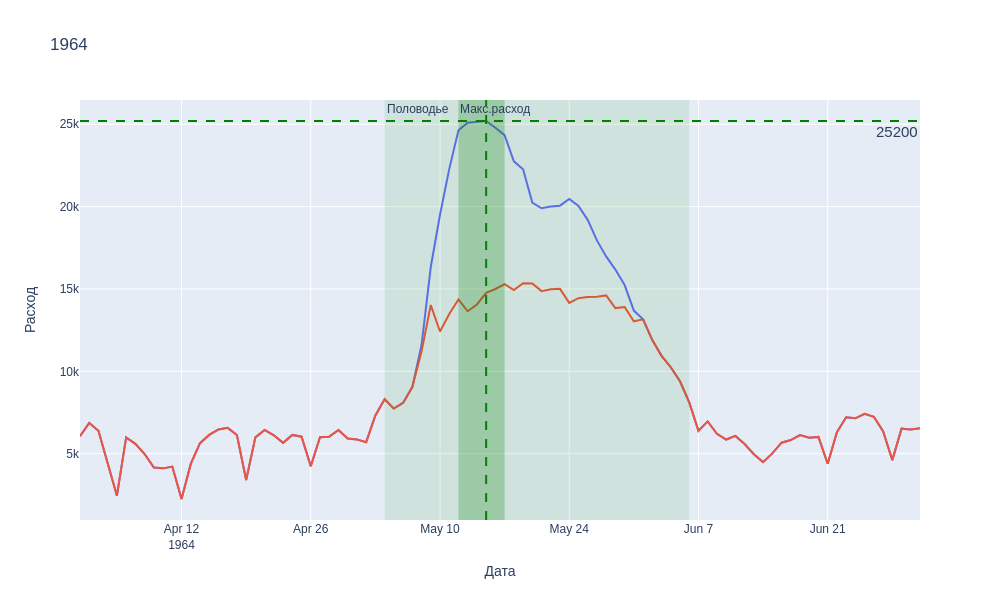 1964
Половодье
Макс.расход
25k
25200
20k
15k
10k
5k
Расход
Apr 12
1964
Apr 26
May 10
May 24
Jun 7
Jun 21
Дата